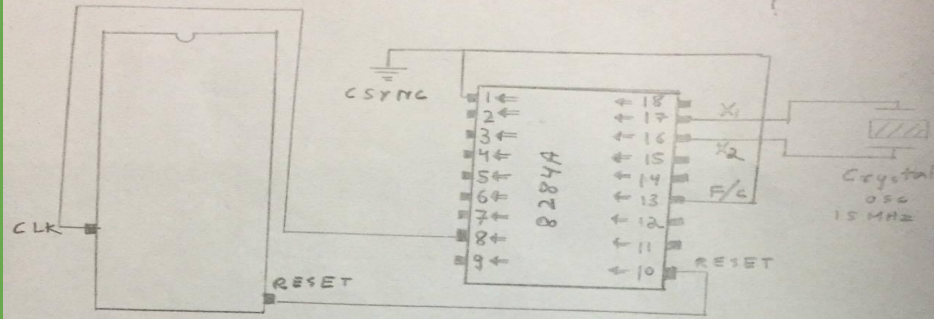 ?
CSYNC
1 18
2 17 X1
3 16 X2
4 15
5 14
6 13 F/C
7 12
8 11
9 10 RESET
8284A
Crystal
osc
15 MHz
CLK
RESET